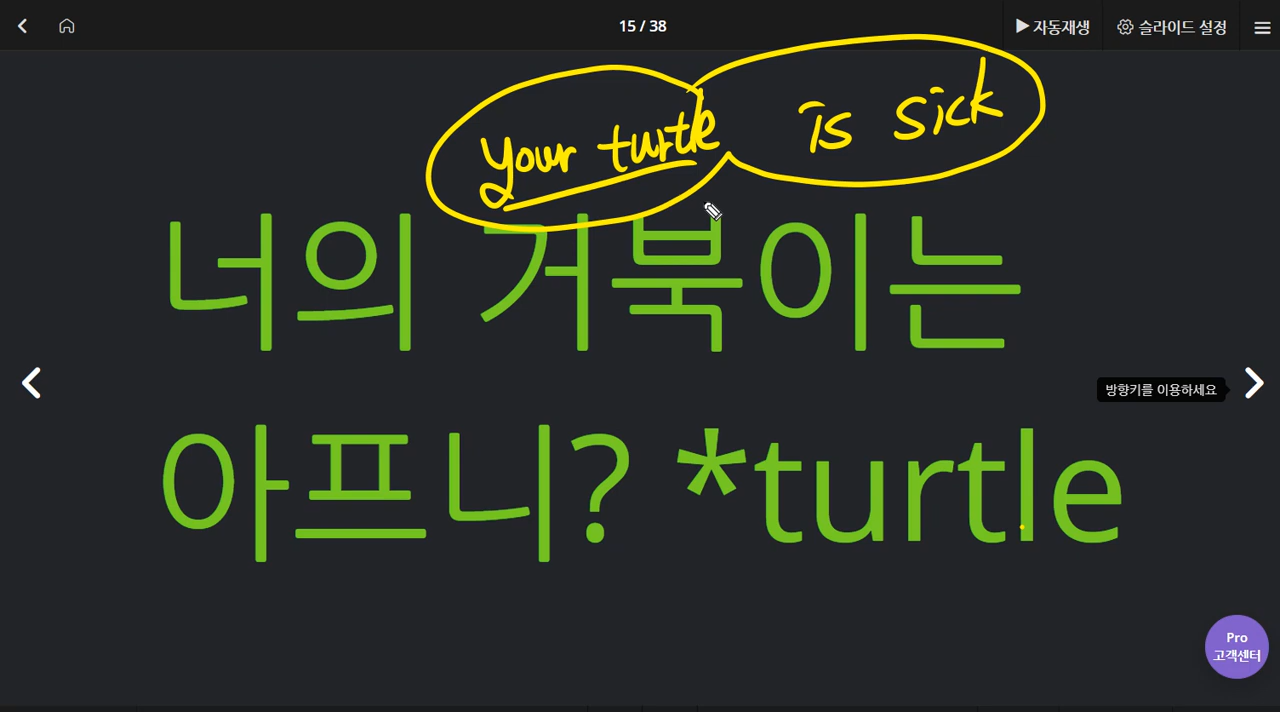 15 / 38
자동재생
슬라이드 설정
your turtle is sick
너의 거북이는
방향키를 이용하세요
아프니? *turtle
Pro
고객센터